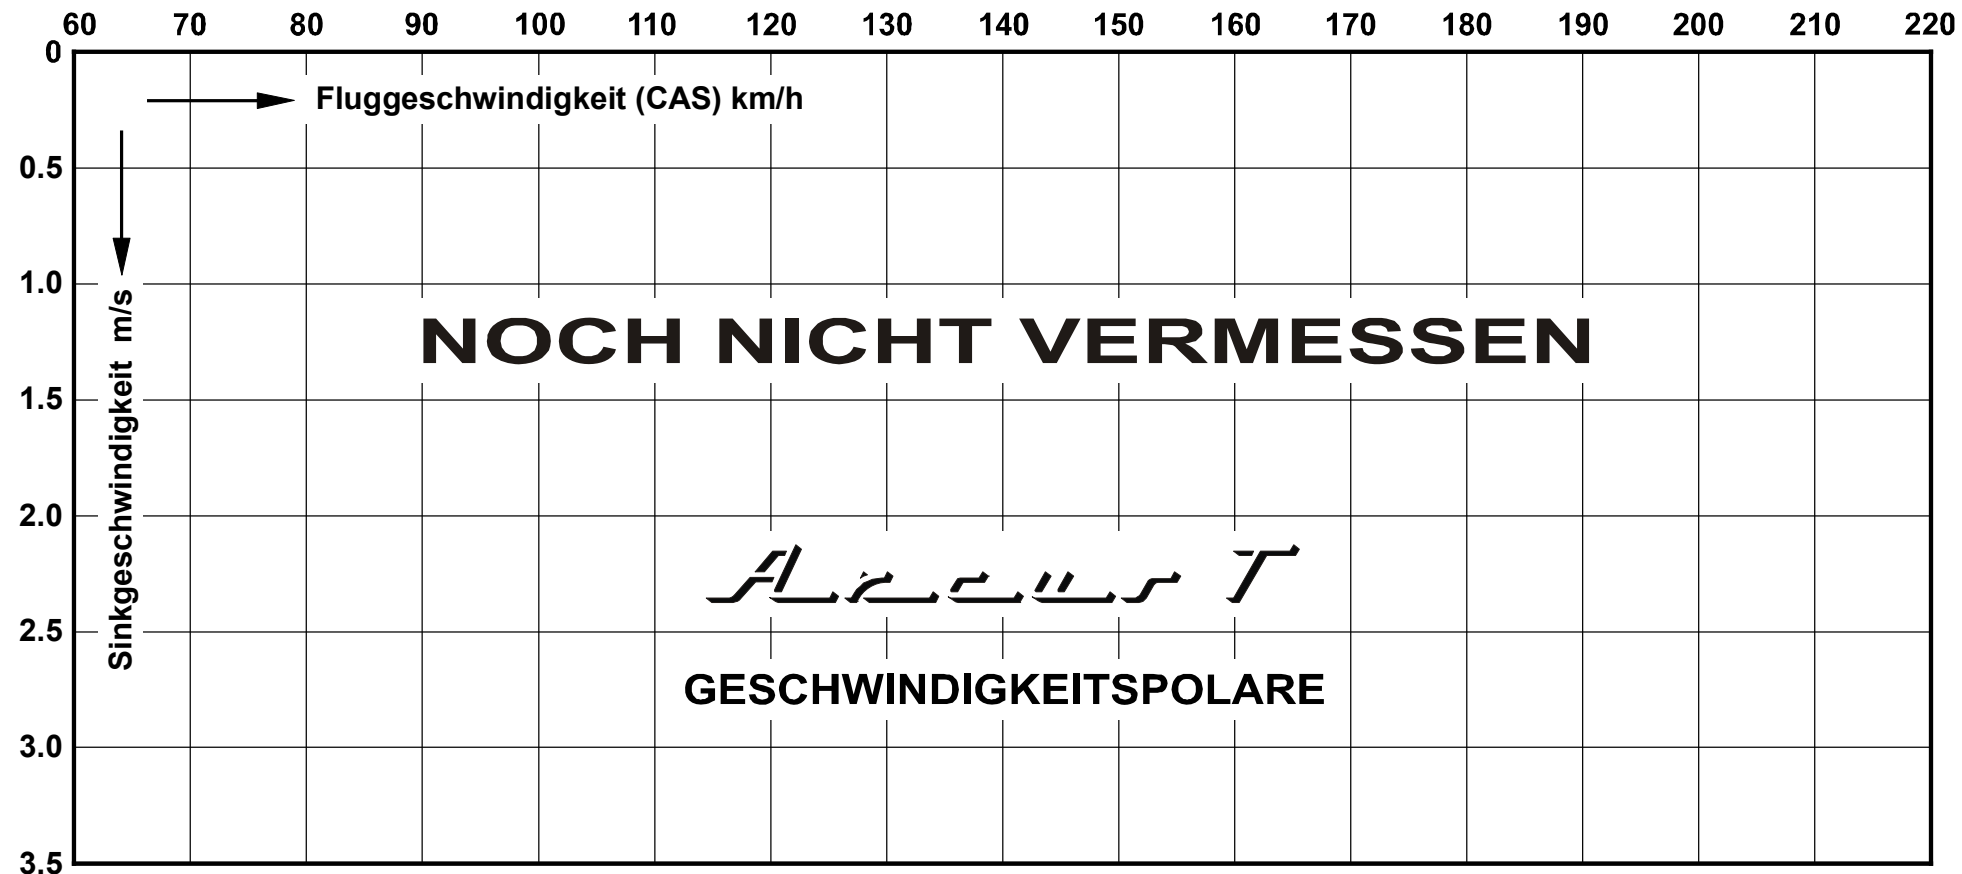 60 70 80 90 100 110 120 130 140 150 160 170 180 190 200 210 220
0
Fluggeschwindigkeit (CAS) km/h
0.5
1.0
Sinkgeschwindigkeit m/s
NOCH NICHT VERMESSEN
1.5
2.0
Arcus T
2.5
GESCHWINDIGKEITSPOLARE
3.0
3.5